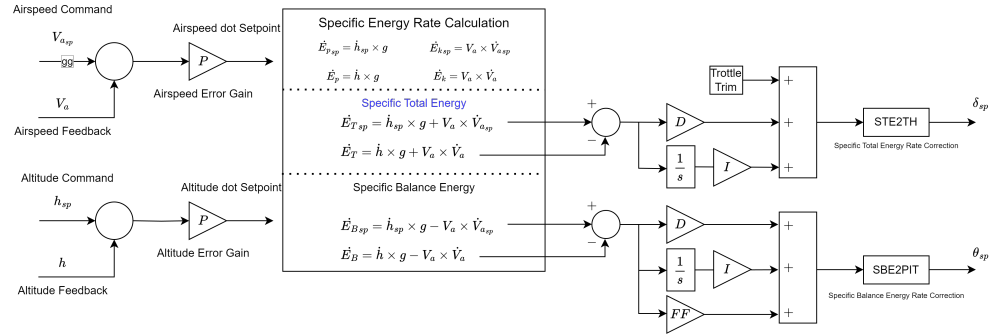 Airspeed Command
V_{a_{sp}}
gg
V_a
Airspeed Feedback
Airspeed dot Setpoint
P
Airspeed Error Gain
Altitude Command
h_{sp}
h
Altitude Feedback
Altitude dot Setpoint
P
Altitude Error Gain
Specific Energy Rate Calculation
Ė_{p_{sp}} = ḣ_{sp} × g
Ė_{k_{sp}} = V_a × V̇_{a_{sp}}
Ė_p = ḣ × g
Ė_k = V_a × V̇_a
Specific Total Energy
Ė_{T_{sp}} = ḣ_{sp} × g + V_a × V̇_{a_{sp}}
Ė_T = ḣ × g + V_a × V̇_a
Specific Balance Energy
Ė_{B_{sp}} = ḣ_{sp} × g − V_a × V̇_{a_{sp}}
Ė_B = ḣ × g − V_a × V̇_a
+
−
D
1/s
I
Trottle
Trim
+
+
+
STE2TH
δ_{sp}
Specific Total Energy Rate Correction
+
−
D
1/s
I
FF
+
+
+
SBE2PIT
θ_{sp}
Specific Balance Energy Rate Correction